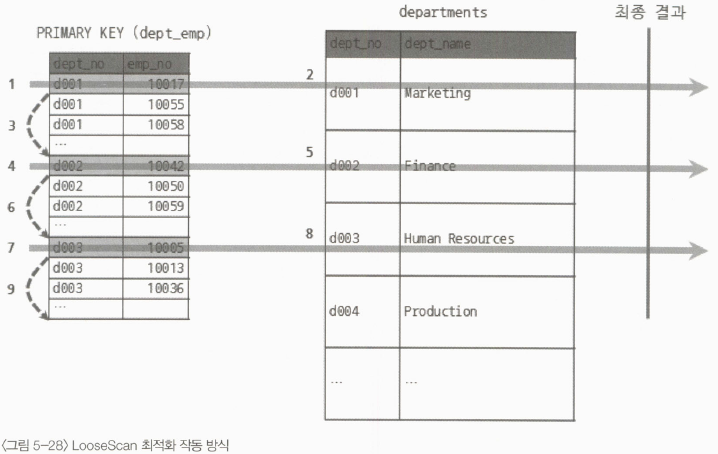 departments
최종 결과
PRIMARY KEY (dept_emp)
dept_no emp_no
dept_no dept_name
1 d001 10017
2 d001 Marketing
d001 10055
3 d001 10058
...
4 d002 10042
5 d002 Finance
d002 10050
6 d002 10059
...
7 d003 10005
8 d003 Human Resources
d003 10013
9 d003 10036
...
d004 Production
... ...
〈그림 5-28〉 LooseScan 최적화 작동 방식